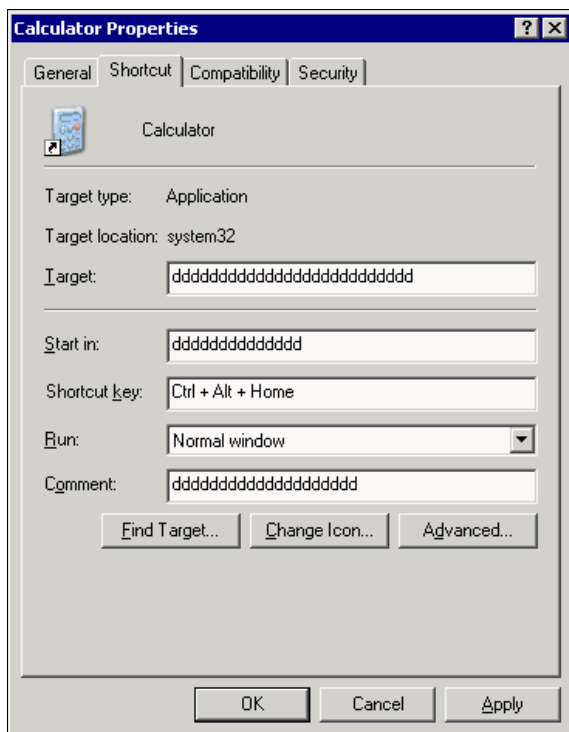 Calculator Properties
General Shortcut Compatibility Security
Calculator
Target type: Application
Target location: system32
Target: dddddddddddddddddddddddddd
Start in: dddddddddddddd
Shortcut key: Ctrl + Alt + Home
Run: Normal window
Comment: dddddddddddddddddddd
Find Target... Change Icon... Advanced...
OK Cancel Apply